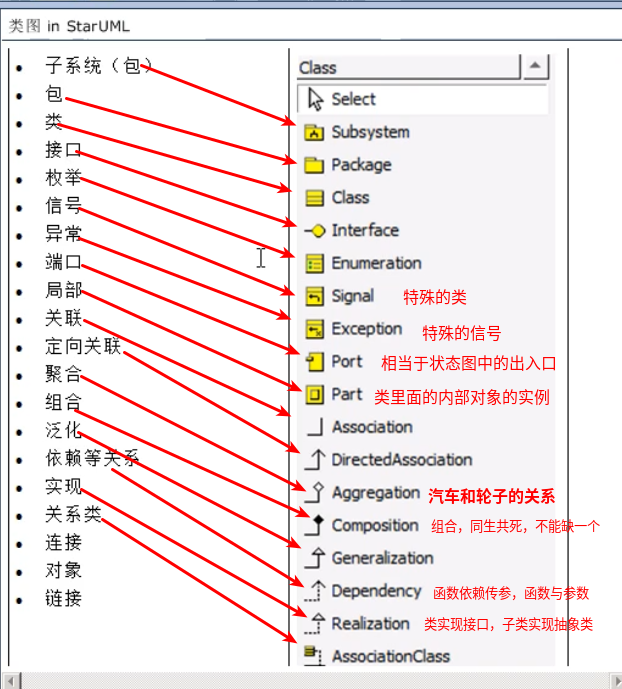 类图 in StarUML
• 子系统（包）
• 包
• 类
• 接口
• 枚举
• 信号
• 异常
• 端口
• 局部
• 关联
• 定向关联
• 聚合
• 组合
• 泛化
• 依赖等关系
• 实现
• 关系类
• 连接
• 对象
• 链接
Class
Select
Subsystem
Package
Class
Interface
Enumeration
Signal 特殊的类
Exception 特殊的信号
Port 相当于状态图中的出入口
Part 类里面的内部对象的实例
Association
DirectedAssociation
Aggregation 汽车和轮子的关系
Composition 组合，同生共死，不能缺一个
Generalization
Dependency 函数依赖传参，函数与参数
Realization 类实现接口，子类实现抽象类
AssociationClass